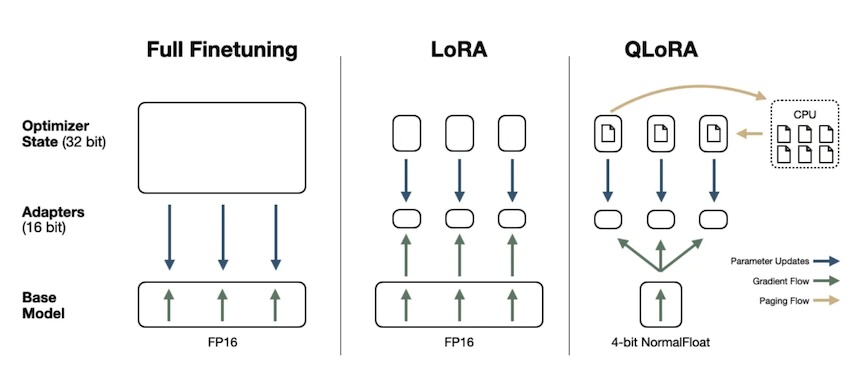 Full Finetuning
LoRA
QLoRA
Optimizer
State (32 bit)
CPU
Adapters
(16 bit)
Parameter Updates
Gradient Flow
Paging Flow
Base
Model
FP16
FP16
4-bit NormalFloat